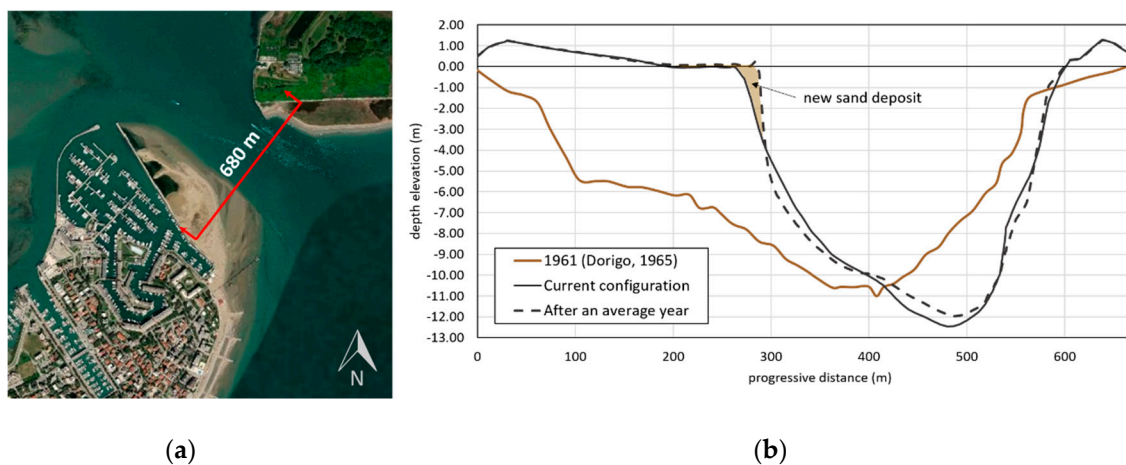 680 m
N
2.00
1.00
0.00
-1.00
-2.00
-3.00
-4.00
-5.00
-6.00
-7.00
-8.00
-9.00
-10.00
-11.00
-12.00
-13.00
depth elevation (m)
new sand deposit
1961 (Dorigo, 1965)
Current configuration
After an average year
0
100
200
300
400
500
600
progressive distance (m)
(a)
(b)